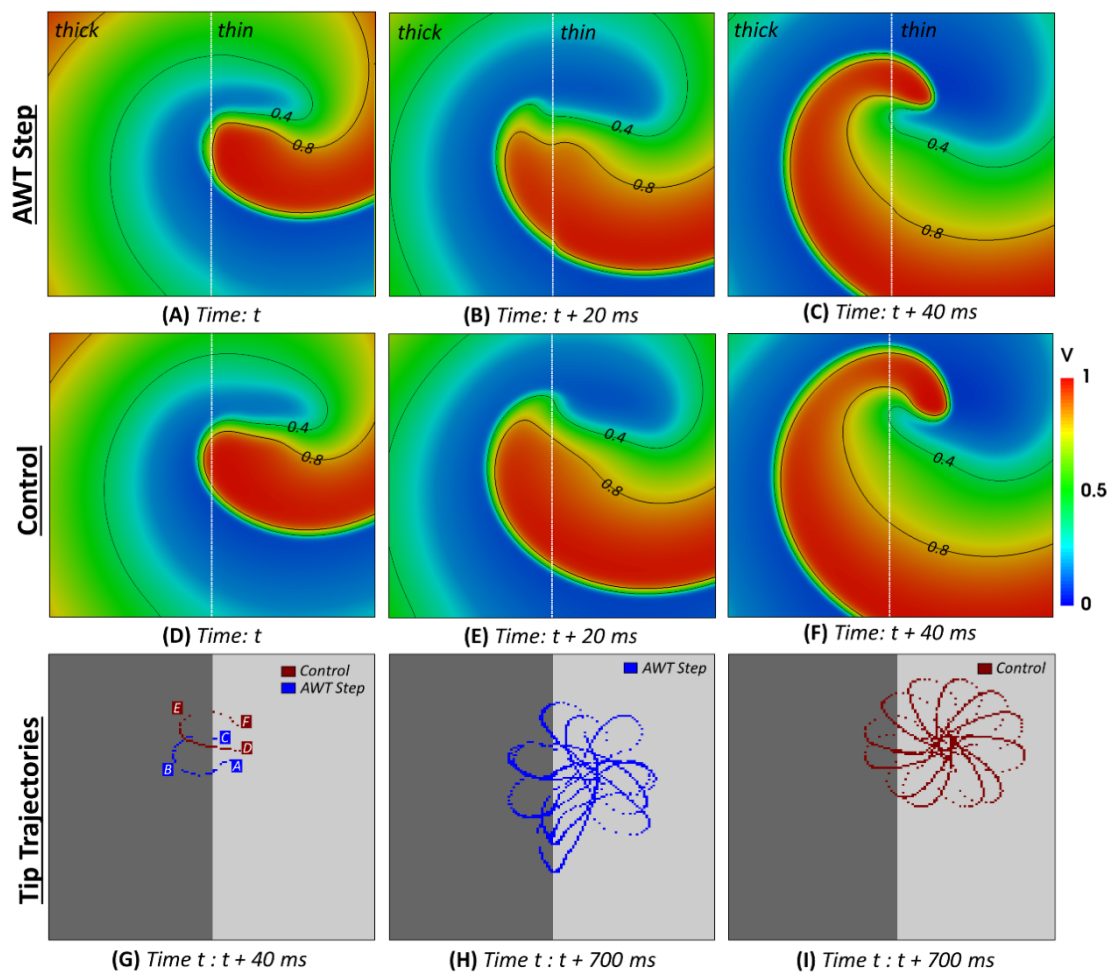 thick thin thick thin thick thin
AWT Step
0.4 0.8 0.4 0.8 0.4 0.8
(A) Time: t (B) Time: t + 20 ms (C) Time: t + 40 ms
Control
0.4 0.8 0.4 0.8 0.4 0.8
V
1
0.5
0
(D) Time: t (E) Time: t + 20 ms (F) Time: t + 40 ms
Tip Trajectories
Control
AWT Step
E F D C B A
AWT Step
Control
(G) Time t : t + 40 ms (H) Time t : t + 700 ms (I) Time t : t + 700 ms